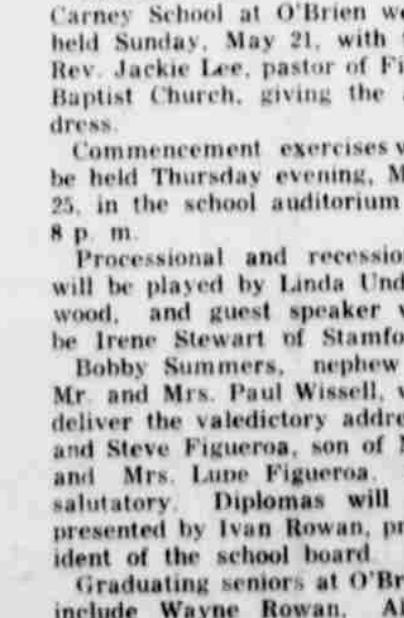 Carney School at O'Brien we
held Sunday, May 21, with
Rev. Jackie Lee, pastor of Fi
Baptist Church, giving the
dress.
Commencement exercises w
be held Thursday evening, M
25, in the school auditorium
8 p. m.
Processional and recession
will be played by Linda Und
wood, and guest speaker w
be Irene Stewart of Stamfo
Bobby Summers, nephew
Mr. and Mrs. Paul Wissell, w
deliver the valedictory addre
and Steve Figueroa, son of M
and Mrs. Lupe Figueroa,
salutatory. Diplomas will
presented by Ivan Rowan, pr
ident of the school board
Graduating seniors at O'Br
include Wayne Rowan, Al